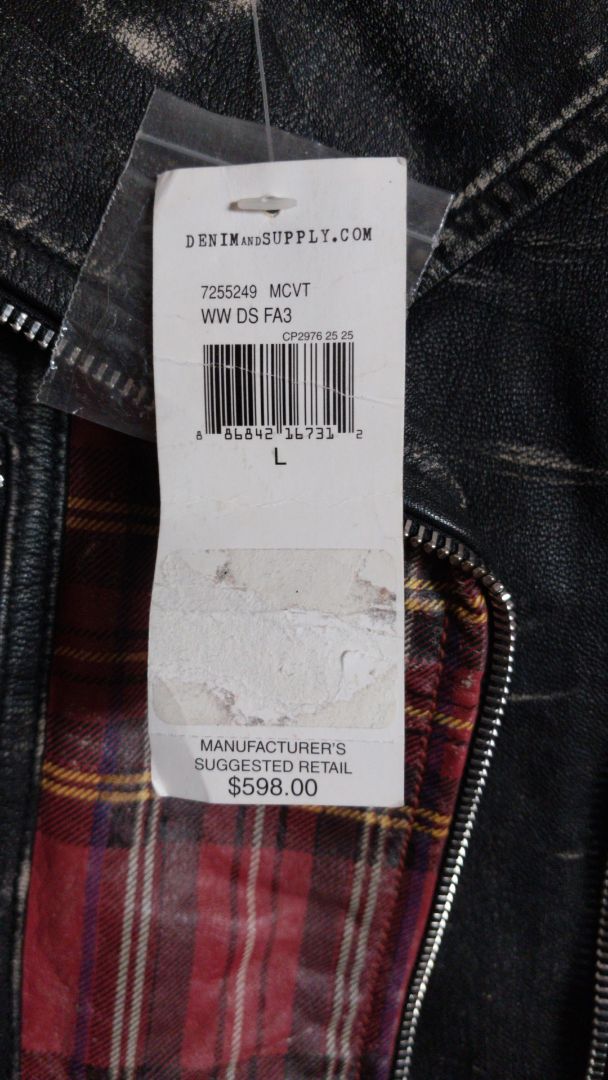 DENIMANDSUPPLY.COM
7255249 MCVT
WW DS FA3
CP2976 25 25
8 86842 16731 2
L
MANUFACTURER'S
SUGGESTED RETAIL
$598.00